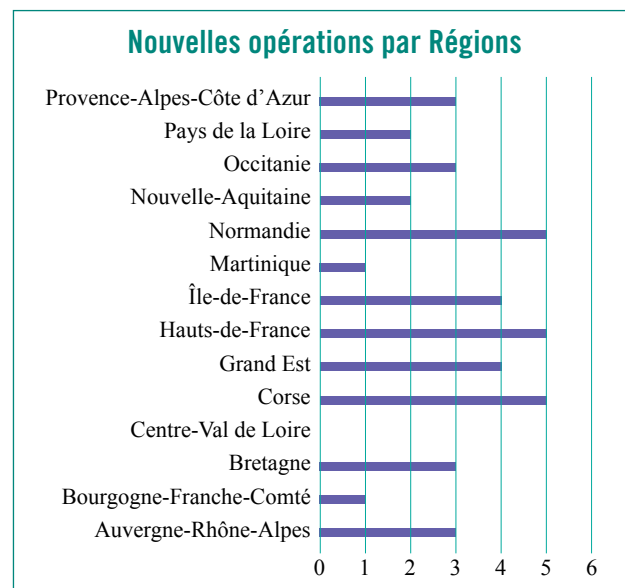 Nouvelles opérations par Régions
Provence-Alpes-Côte d’Azur
Pays de la Loire
Occitanie
Nouvelle-Aquitaine
Normandie
Martinique
Île-de-France
Hauts-de-France
Grand Est
Corse
Centre-Val de Loire
Bretagne
Bourgogne-Franche-Comté
Auvergne-Rhône-Alpes
0 1 2 3 4 5 6